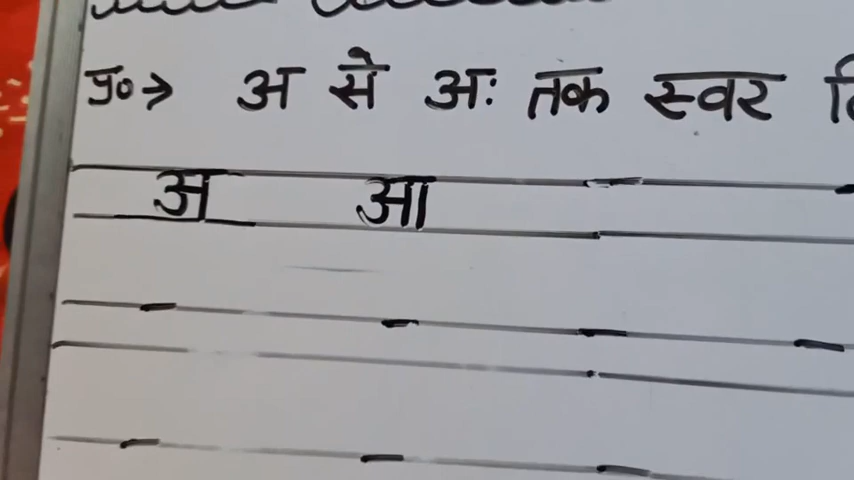 प्र०→ अ से अः तक स्वर
अ आ